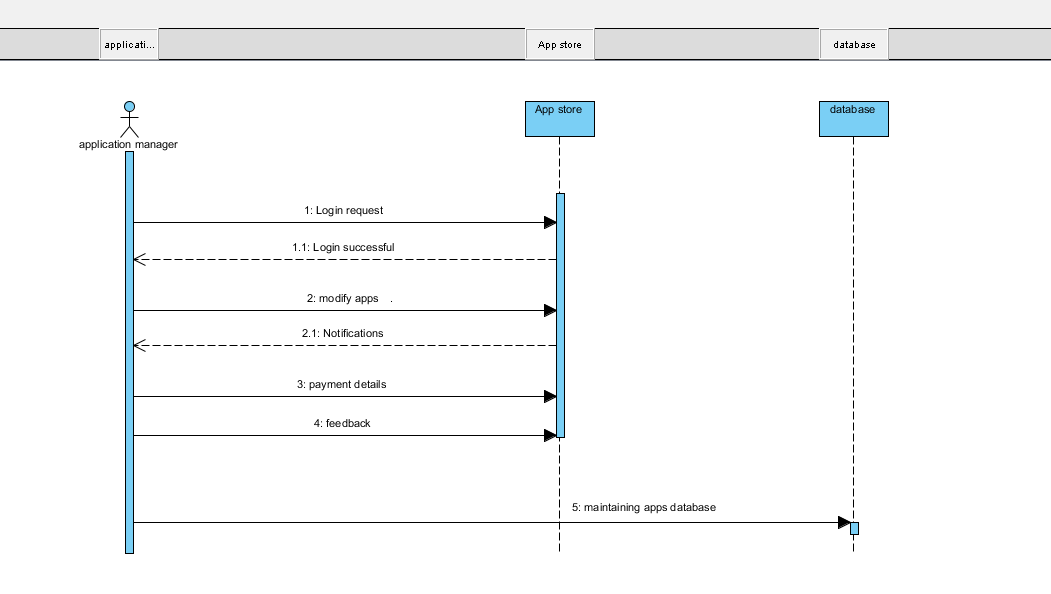 applicati...
App store
database
App store
database
application manager
1: Login request
1.1: Login successful
2: modify apps .
2.1: Notifications
3: payment details
4: feedback
5: maintaining apps database